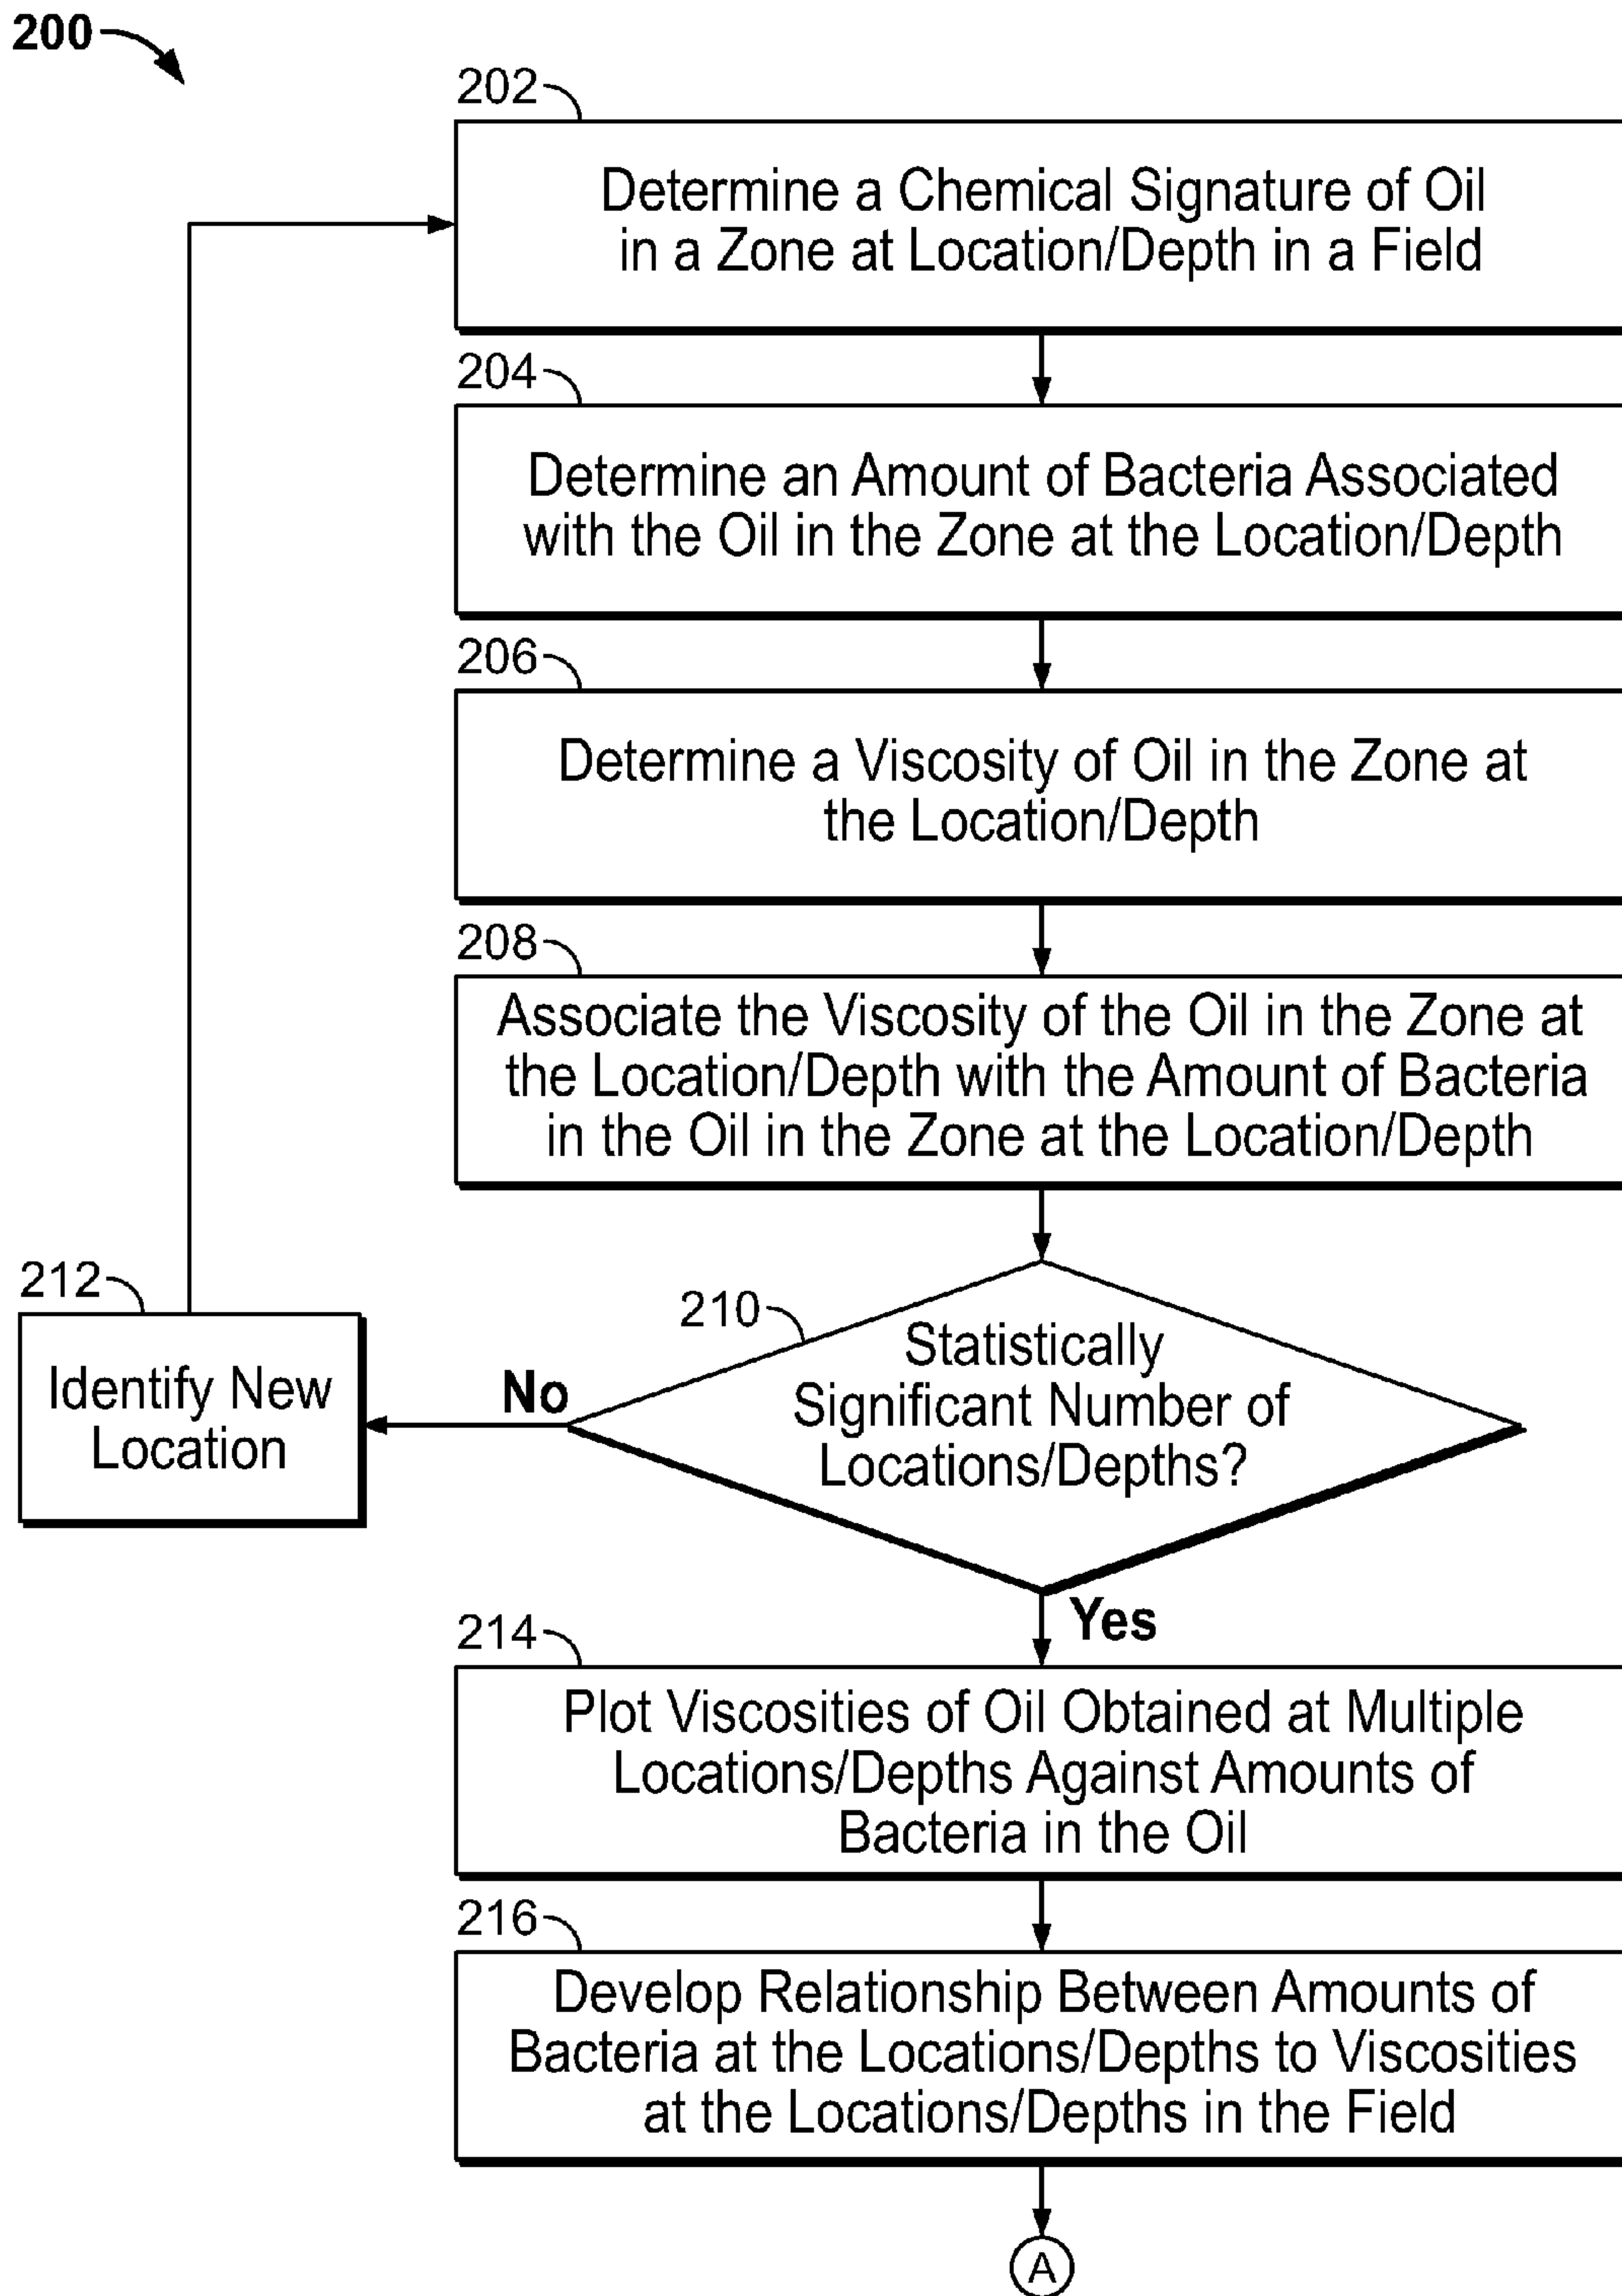 200
202
Determine a Chemical Signature of Oil
in a Zone at Location/Depth in a Field
204
Determine an Amount of Bacteria Associated
with the Oil in the Zone at the Location/Depth
206
Determine a Viscosity of Oil in the Zone at
the Location/Depth
208
Associate the Viscosity of the Oil in the Zone at
the Location/Depth with the Amount of Bacteria
in the Oil in the Zone at the Location/Depth
210
Statistically
Significant Number of
Locations/Depths?
No
212
Identify New
Location
Yes
214
Plot Viscosities of Oil Obtained at Multiple
Locations/Depths Against Amounts of
Bacteria in the Oil
216
Develop Relationship Between Amounts of
Bacteria at the Locations/Depths to Viscosities
at the Locations/Depths in the Field
A